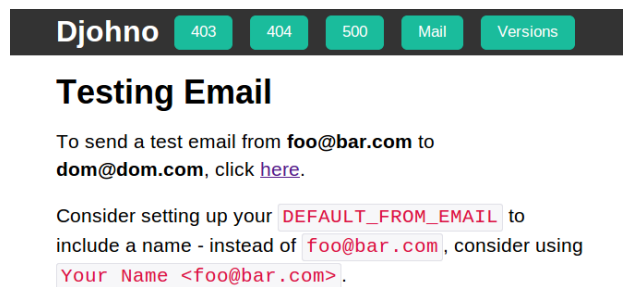 Djohno 403 404 500 Mail Versions
Testing Email
To send a test email from foo@bar.com to
dom@dom.com, click here.
Consider setting up your DEFAULT_FROM_EMAIL to
include a name - instead of foo@bar.com, consider using
Your Name <foo@bar.com>.